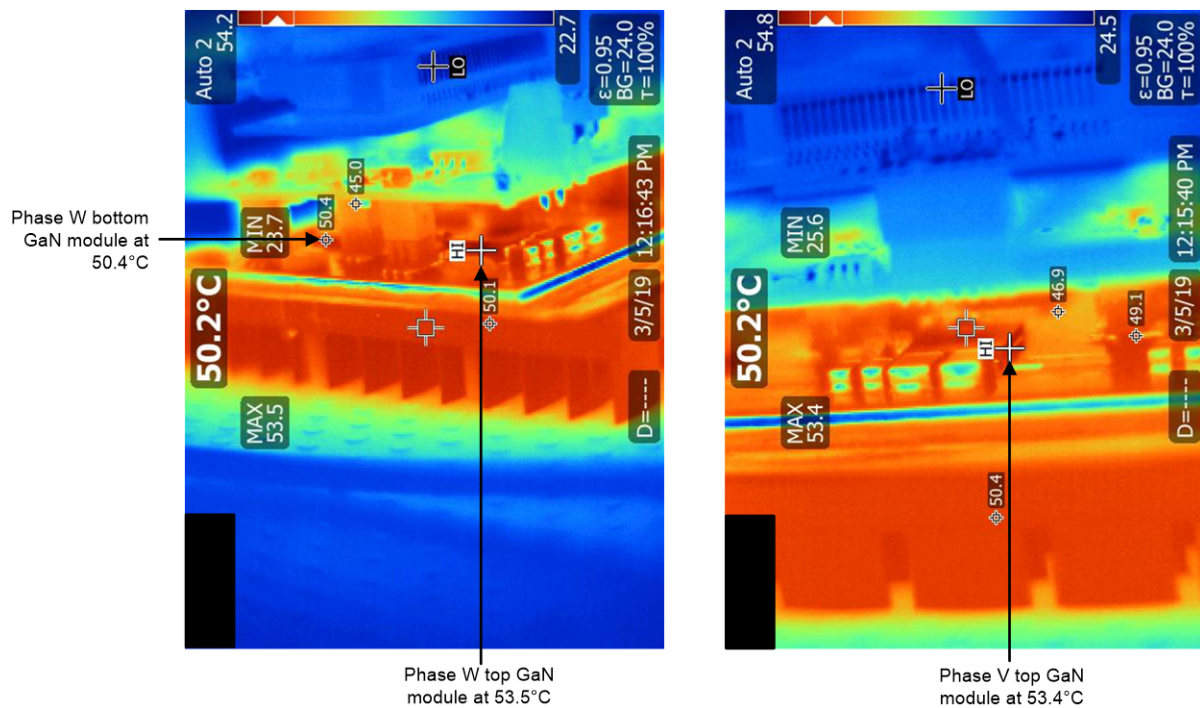 Auto 2
54.2
22.7
ε=0.95
BG=24.0
τ=100%
LO
45.0
50.4
MIN
23.7
HI
50.1
50.2°C
MAX
53.5
12:16:43 PM
3/5/19
D=----
Phase W bottom
GaN module at
50.4°C
Phase W top GaN
module at 53.5°C
Auto 2
54.8
24.5
ε=0.95
BG=24.0
τ=100%
LO
MIN
25.6
46.9
49.1
HI
50.2°C
MAX
53.4
50.4
12:15:40 PM
3/5/19
D=----
Phase V top GaN
module at 53.4°C